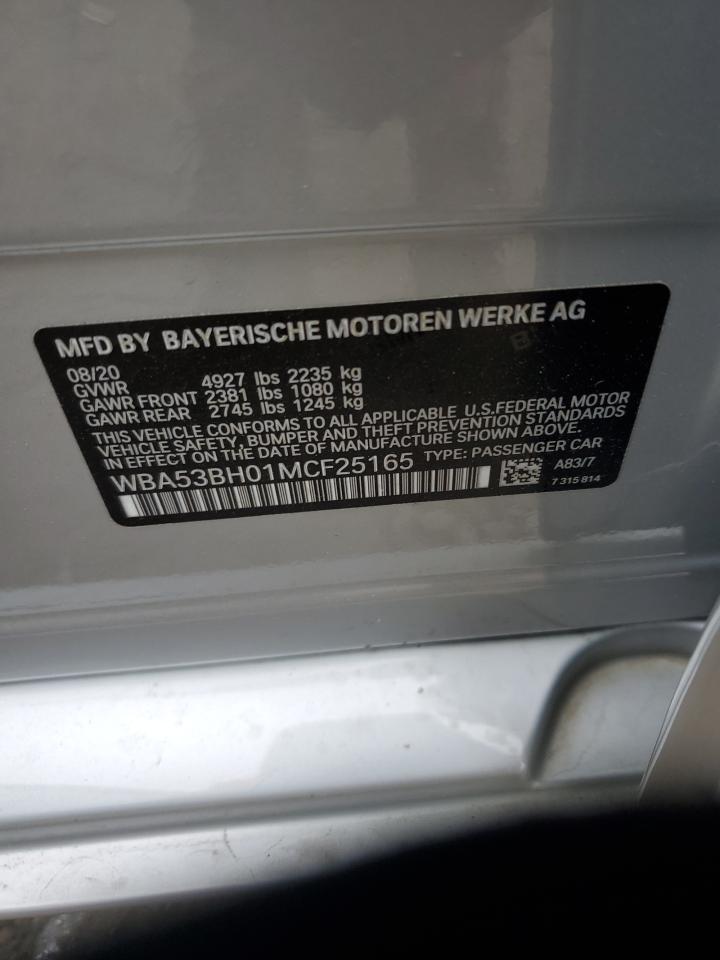 MFD BY BAYERISCHE MOTOREN WERKE AG
08/20
GVWR 4927 lbs 2235 kg
GAWR FRONT 2381 lbs 1080 kg
GAWR REAR 2745 lbs 1245 kg
THIS VEHICLE CONFORMS TO ALL APPLICABLE U.S.FEDERAL MOTOR
VEHICLE SAFETY, BUMPER AND THEFT PREVENTION STANDARDS
IN EFFECT ON THE DATE OF MANUFACTURE SHOWN ABOVE.
WBA53BH01MCF25165 TYPE: PASSENGER CAR
A83/7
7 315 814